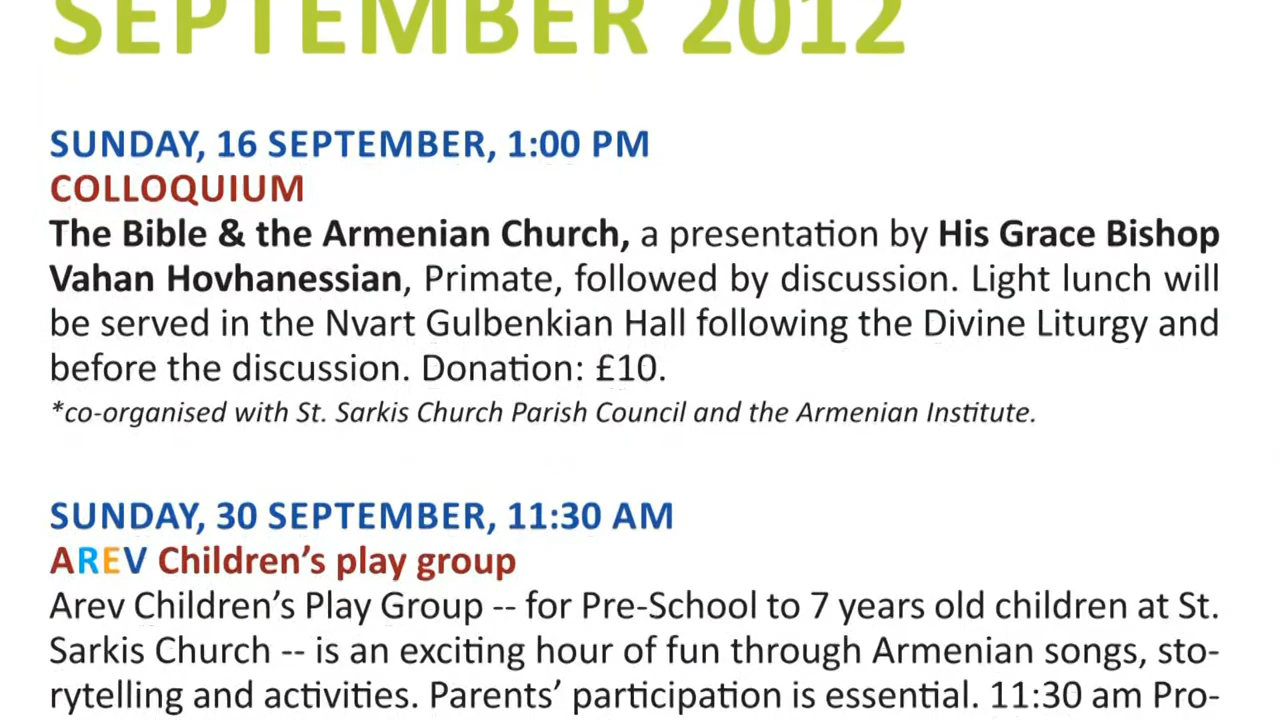 SEPTEMBER 2012
SUNDAY, 16 SEPTEMBER, 1:00 PM
COLLOQUIUM
The Bible & the Armenian Church, a presentation by His Grace Bishop
Vahan Hovhanessian, Primate, followed by discussion. Light lunch will
be served in the Nvart Gulbenkian Hall following the Divine Liturgy and
before the discussion. Donation: £10.
*co-organised with St. Sarkis Church Parish Council and the Armenian Institute.
SUNDAY, 30 SEPTEMBER, 11:30 AM
AREV Children’s play group
Arev Children’s Play Group -- for Pre-School to 7 years old children at St.
Sarkis Church -- is an exciting hour of fun through Armenian songs, sto-
rytelling and activities. Parents’ participation is essential. 11:30 am Pro-